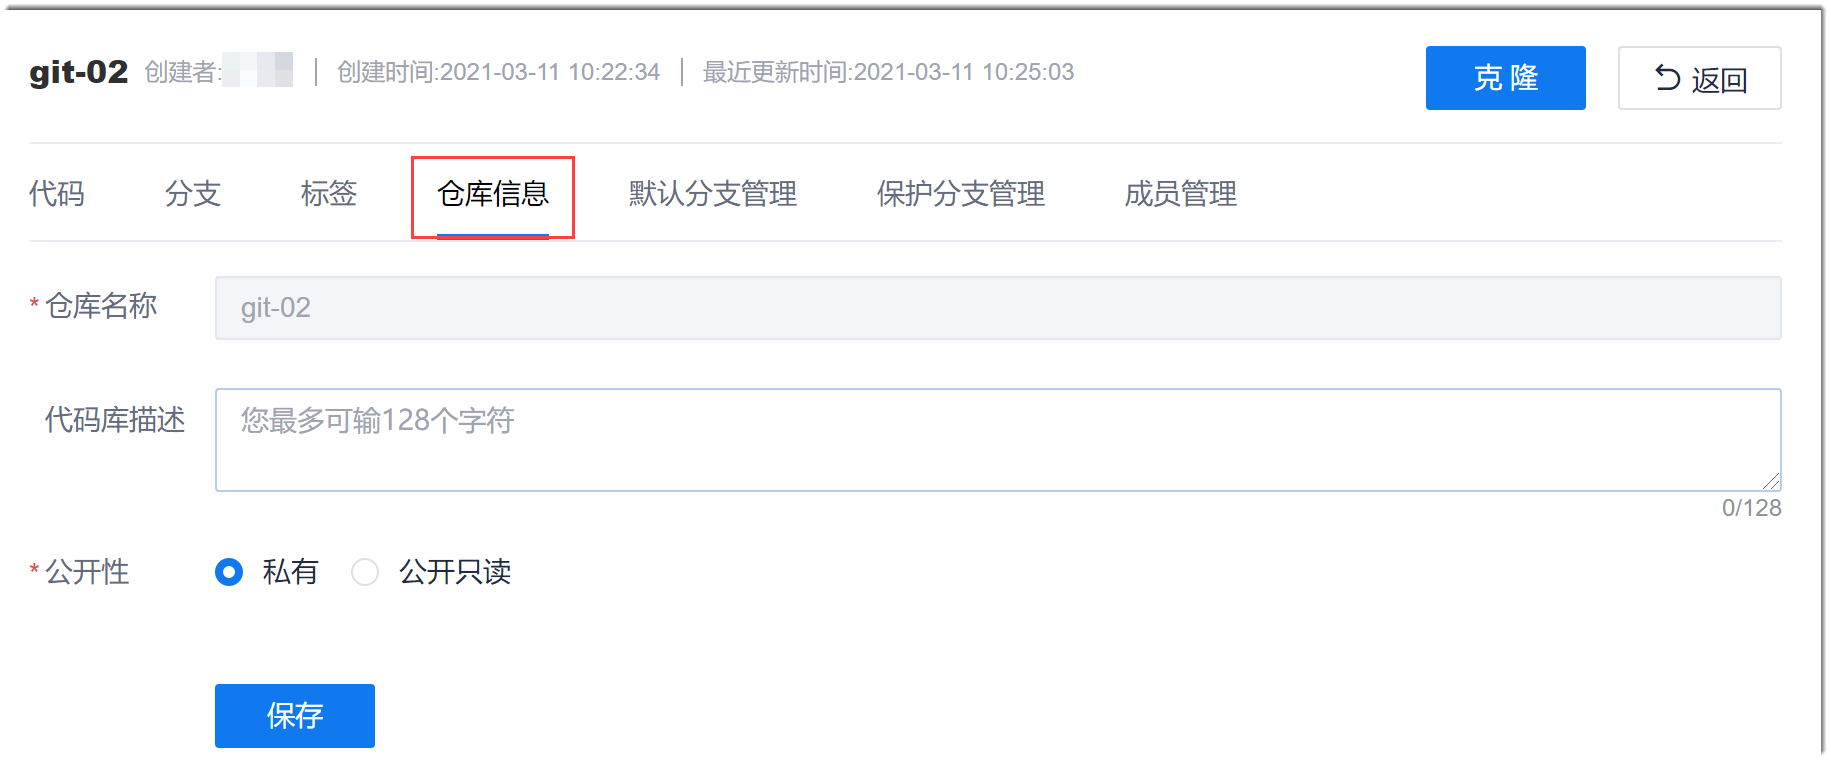 git-02 创建者: 创建时间:2021-03-11 10:22:34 最近更新时间:2021-03-11 10:25:03 克隆 返回
代码 分支 标签 仓库信息 默认分支管理 保护分支管理 成员管理
* 仓库名称 git-02
代码库描述 您最多可输128个字符
0/128
* 公开性 私有 公开只读
保存